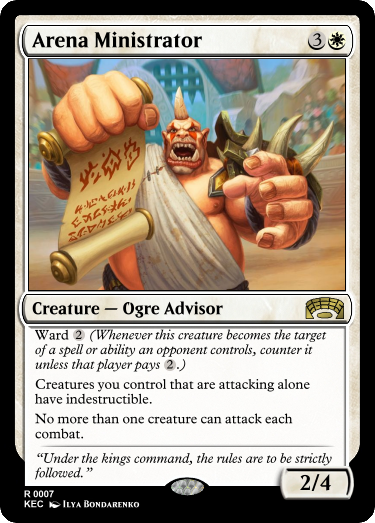 Arena Ministrator 3
Creature — Ogre Advisor
Ward 2 (Whenever this creature becomes the target
of a spell or ability an opponent controls, counter it
unless that player pays 2.)
Creatures you control that are attacking alone
have indestructible.
No more than one creature can attack each
combat.
“Under the kings command, the rules are to be strictly
followed.”
2/4
R 0007
KEC Ilya Bondarenko